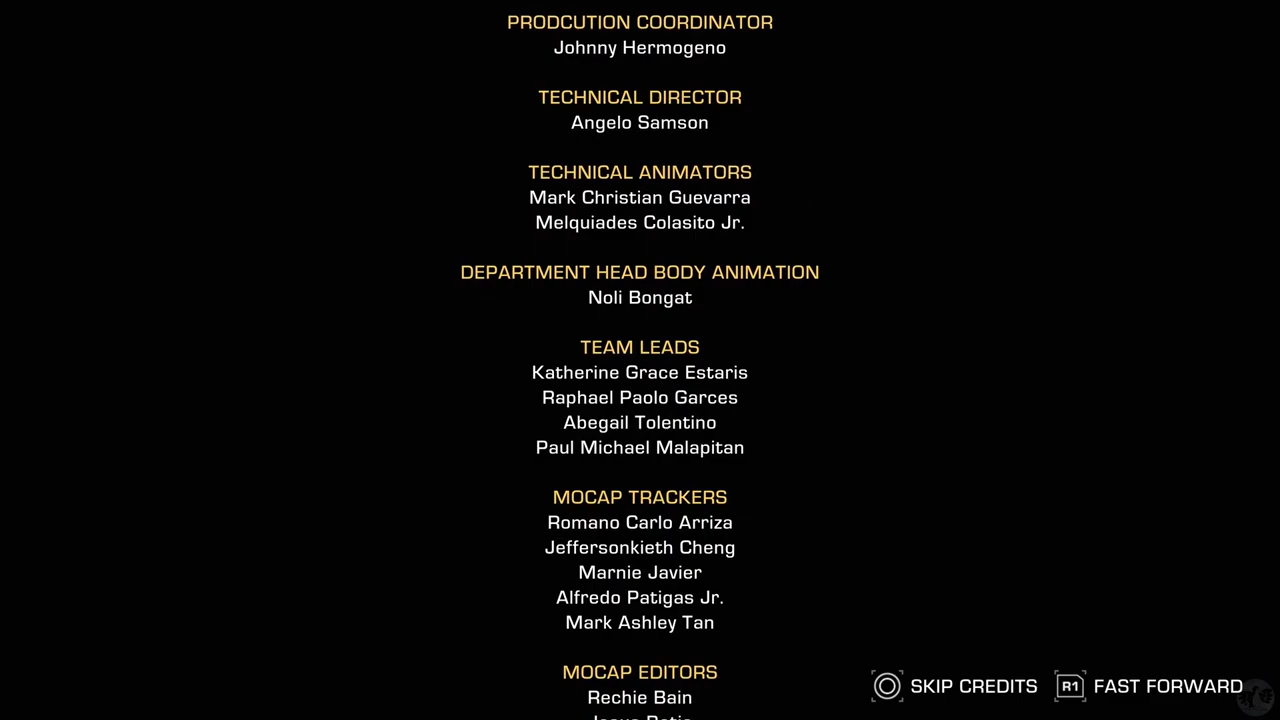 PRODCUTION COORDINATOR
Johnny Hermogeno
TECHNICAL DIRECTOR
Angelo Samson
TECHNICAL ANIMATORS
Mark Christian Guevarra
Melquiades Colasito Jr.
DEPARTMENT HEAD BODY ANIMATION
Noli Bongat
TEAM LEADS
Katherine Grace Estaris
Raphael Paolo Garces
Abegail Tolentino
Paul Michael Malapitan
MOCAP TRACKERS
Romano Carlo Arriza
Jeffersonkieth Cheng
Marnie Javier
Alfredo Patigas Jr.
Mark Ashley Tan
MOCAP EDITORS
Rechie Bain
SKIP CREDITS
R1 FAST FORWARD